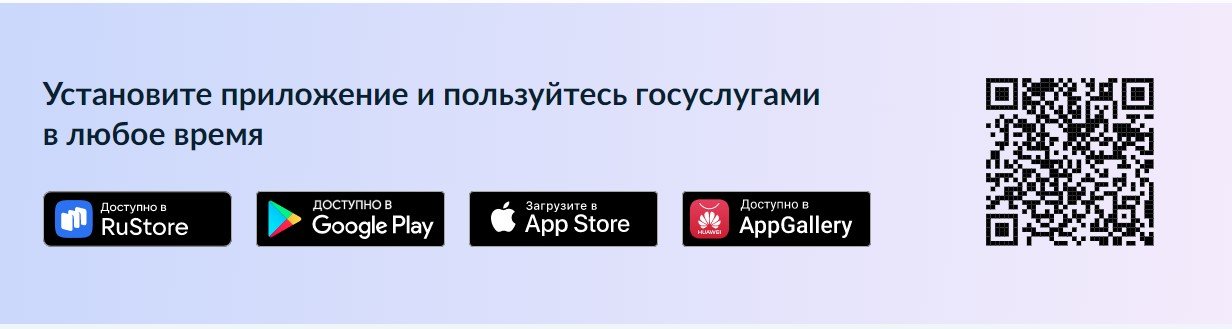 Установите приложение и пользуйтесь госуслугами
в любое время
Доступно в
RuStore
ДОСТУПНО В
Google Play
Загрузите в
App Store
Доступно в
AppGallery
HUAWEI